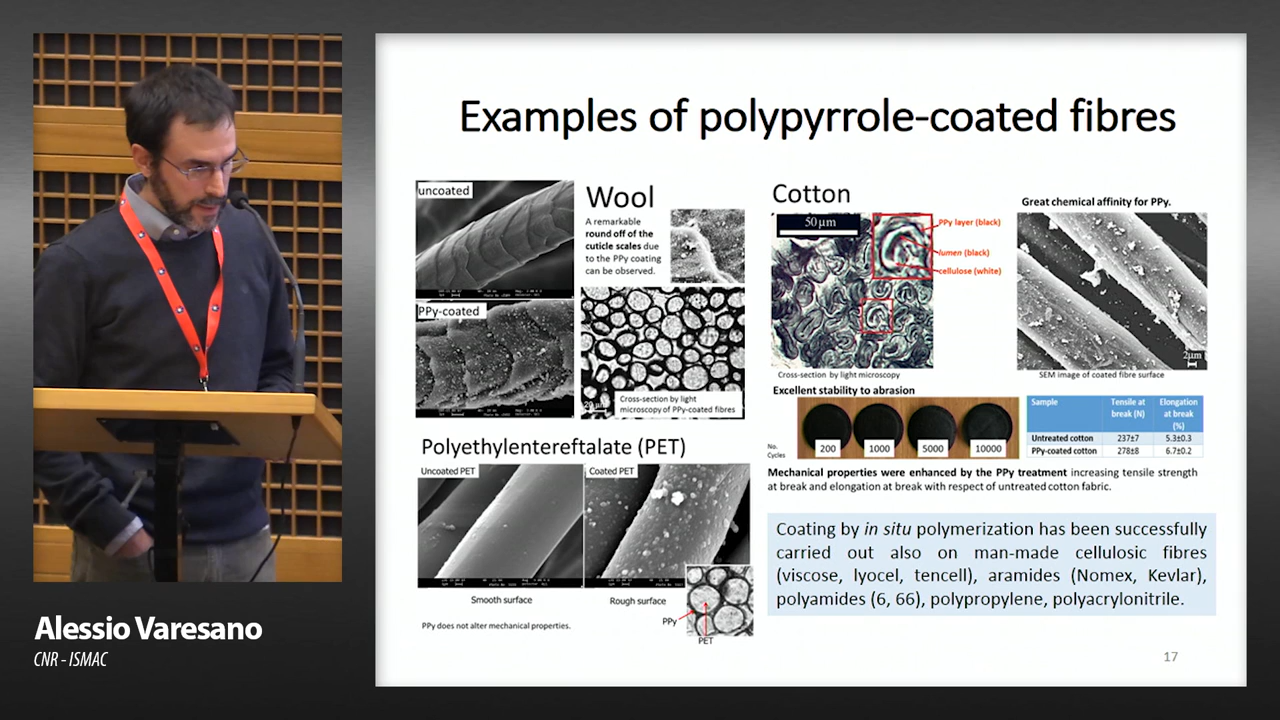 Examples of polypyrrole-coated fibres
uncoated
Wool
A remarkable
round off of the
cuticle scales due
to the PPy coating
can be observed.
PPy-coated
Cross-section by light
microscopy of PPy-coated fibres
Polyethylentereftalate (PET)
Uncoated PET
Coated PET
Smooth surface
Rough surface
PPy
PET
PPy does not alter mechanical properties.
Cotton
50 µm
PPy layer (black)
lumen (black)
cellulose (white)
Cross-section by light microscopy
Great chemical affinity for PPy.
2µm
SEM image of coated fibre surface
Excellent stability to abrasion
No.
Cycles
200 1000 5000 10000
Sample Tensile at break (N) Elongation at break (%)
Untreated cotton 237±7 5.3±0.3
PPy-coated cotton 278±8 6.7±0.2
Mechanical properties were enhanced by the PPy treatment increasing tensile strength
at break and elongation at break with respect of untreated cotton fabric.
Coating by in situ polymerization has been successfully
carried out also on man-made cellulosic fibres
(viscose, lyocel, tencell), aramides (Nomex, Kevlar),
polyamides (6, 66), polypropylene, polyacrylonitrile.
17
Alessio Varesano
CNR - ISMAC